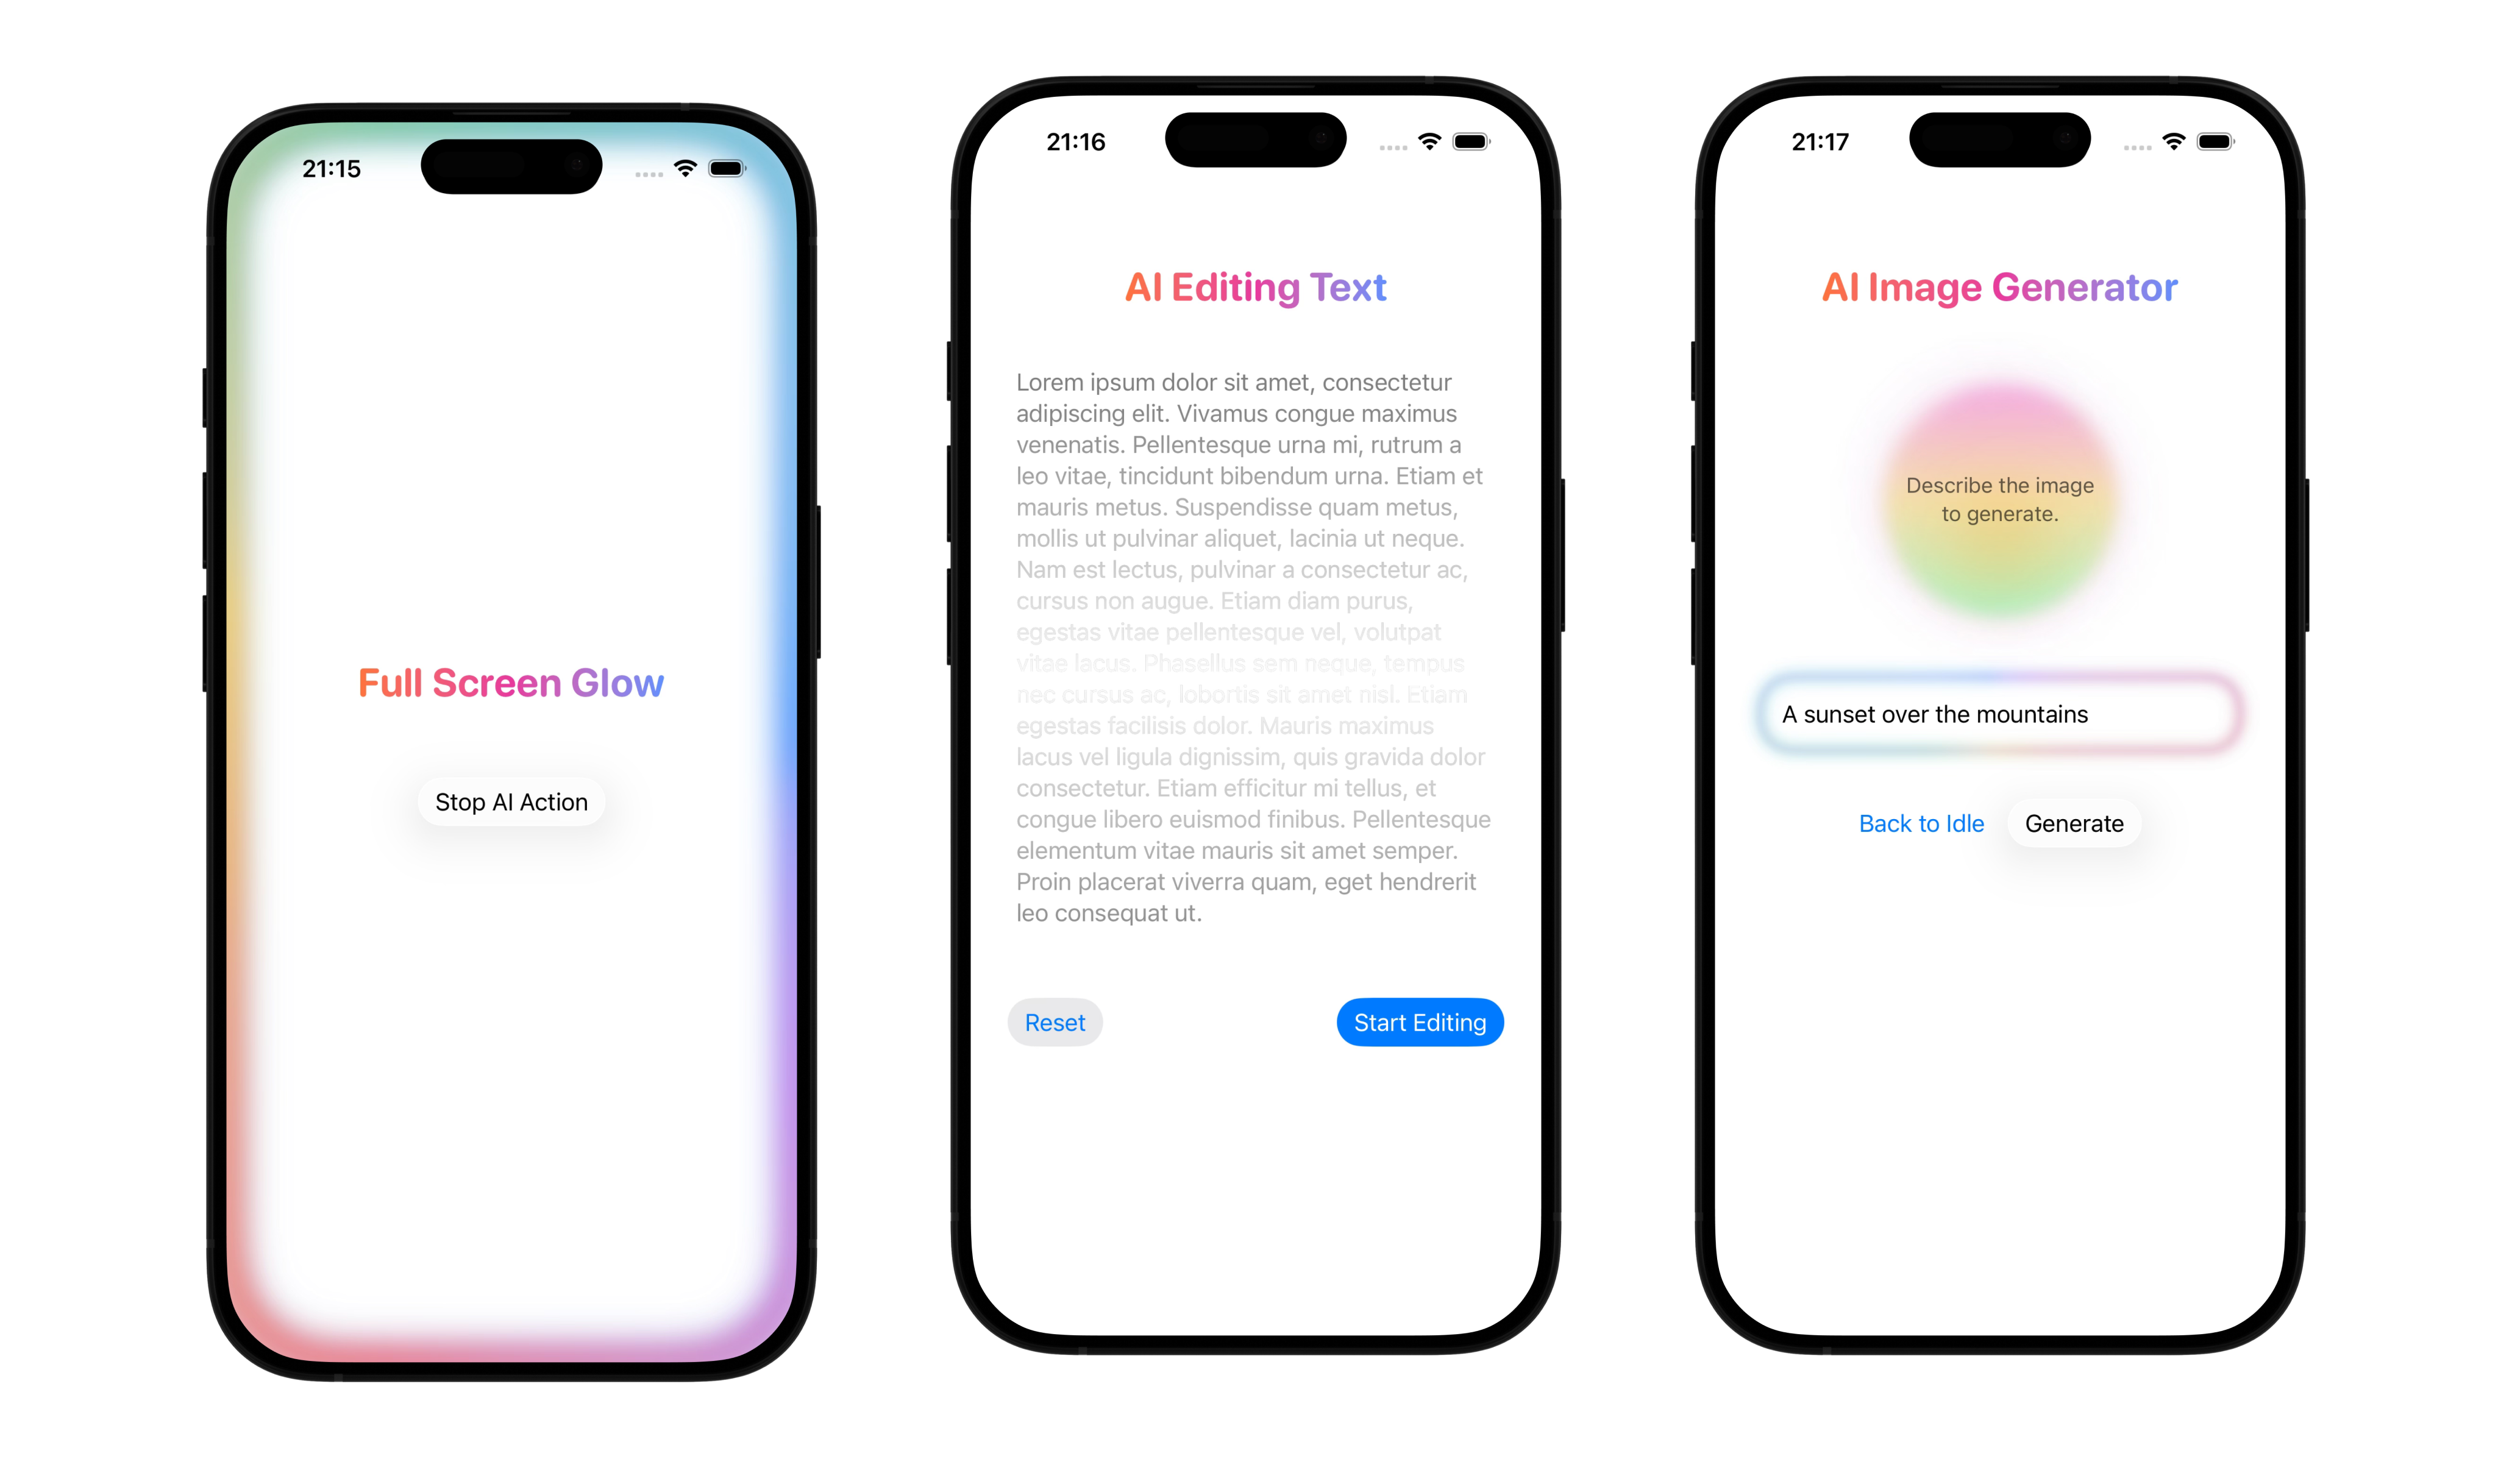 21:15
Full Screen Glow
Stop AI Action
21:16
AI Editing Text
Lorem ipsum dolor sit amet, consectetur
adipiscing elit. Vivamus congue maximus
venenatis. Pellentesque urna mi, rutrum a
leo vitae, tincidunt bibendum urna. Etiam et
mauris metus. Suspendisse quam metus,
mollis ut pulvinar aliquet, lacinia ut neque.
Nam est lectus, pulvinar a consectetur ac,
cursus non augue. Etiam diam purus,
egestas vitae pellentesque vel, volutpat
vitae lacus. Phasellus sem neque, tempus
nec cursus ac, lobortis sit amet nisl. Etiam
egestas facilisis dolor. Mauris maximus
lacus vel ligula dignissim, quis gravida dolor
consectetur. Etiam efficitur mi tellus, et
congue libero euismod finibus. Pellentesque
elementum vitae mauris sit amet semper.
Proin placerat viverra quam, eget hendrerit
leo consequat ut.
Reset
Start Editing
21:17
AI Image Generator
Describe the image
to generate.
A sunset over the mountains
Back to Idle
Generate